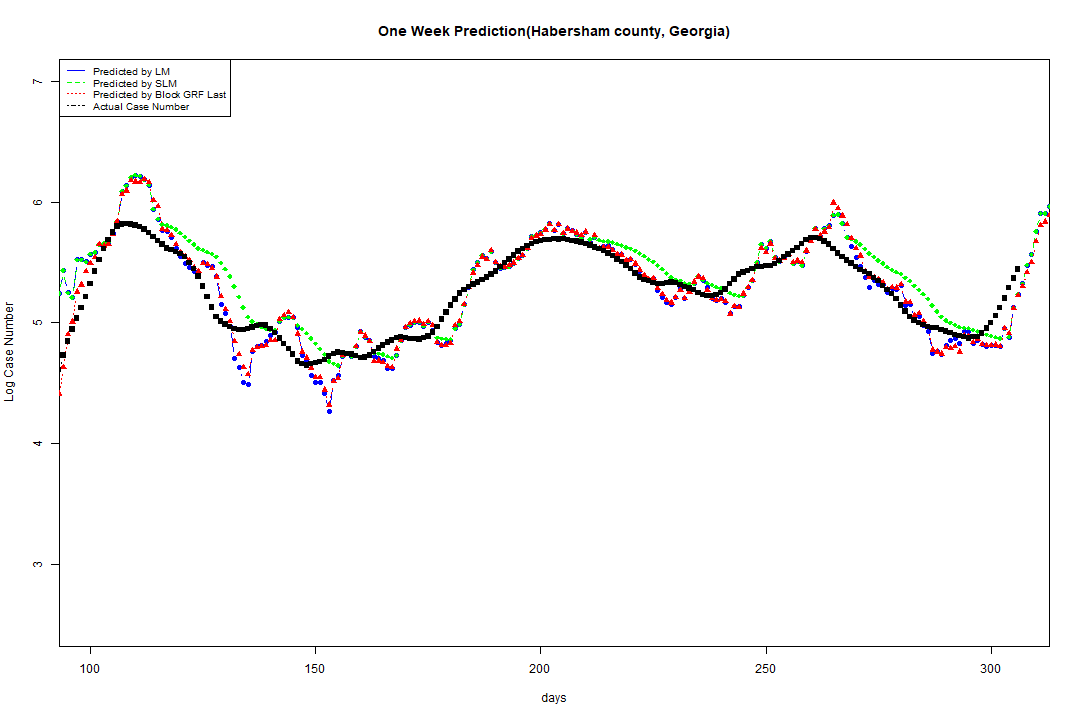 One Week Prediction(Habersham county, Georgia)
Predicted by LM
Predicted by SLM
Predicted by Block GRF Last
Actual Case Number
7
6
5
4
3
Log Case Number
100 150 200 250 300
days